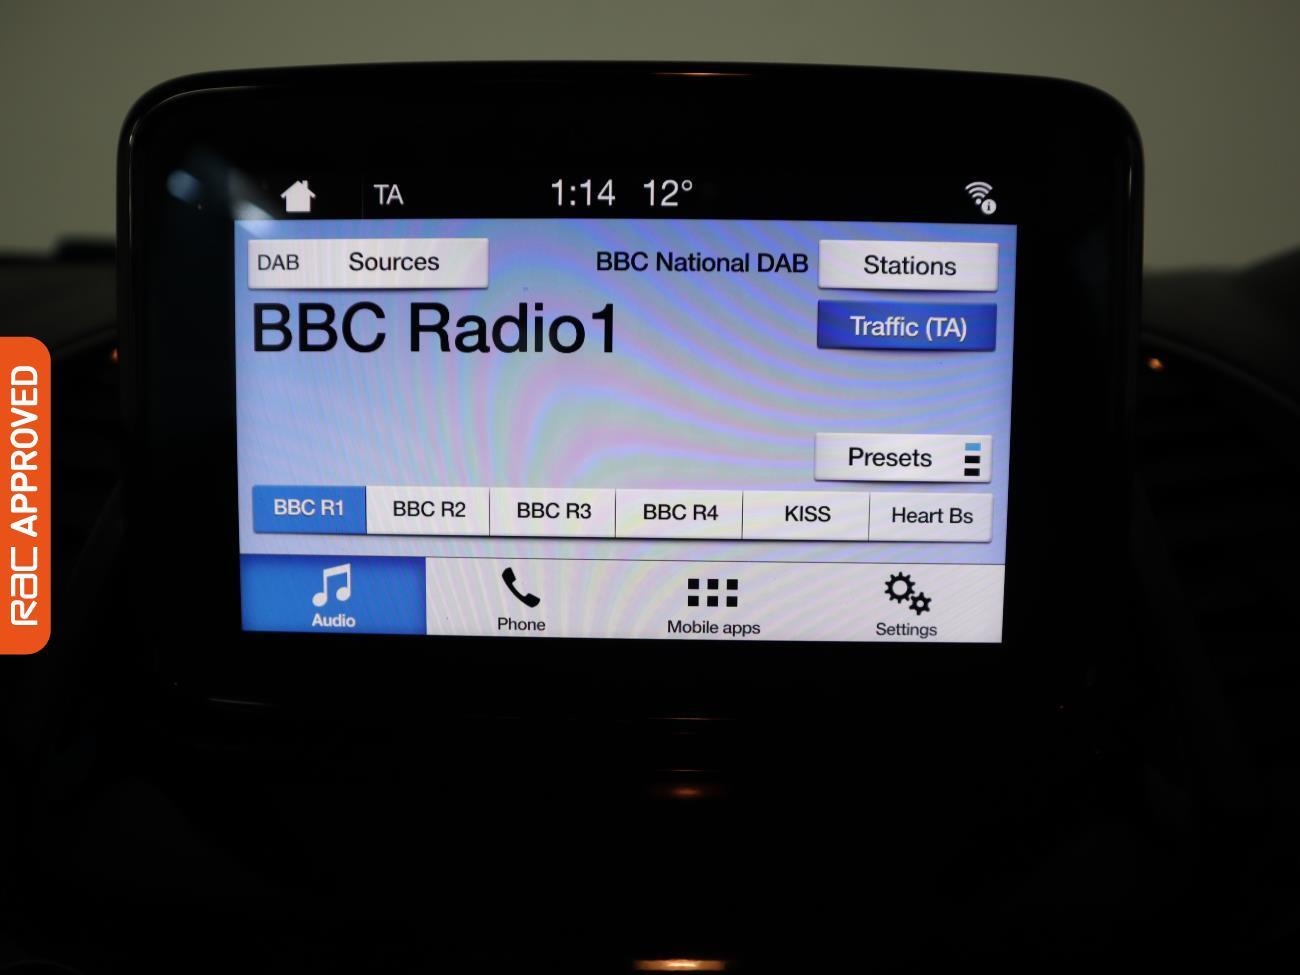 TA 1:14 12°
DAB Sources BBC National DAB Stations
BBC Radio1
Traffic (TA)
Presets
BBC R1 BBC R2 BBC R3 BBC R4 KISS Heart Bs
Audio Phone Mobile apps Settings
RAC APPROVED